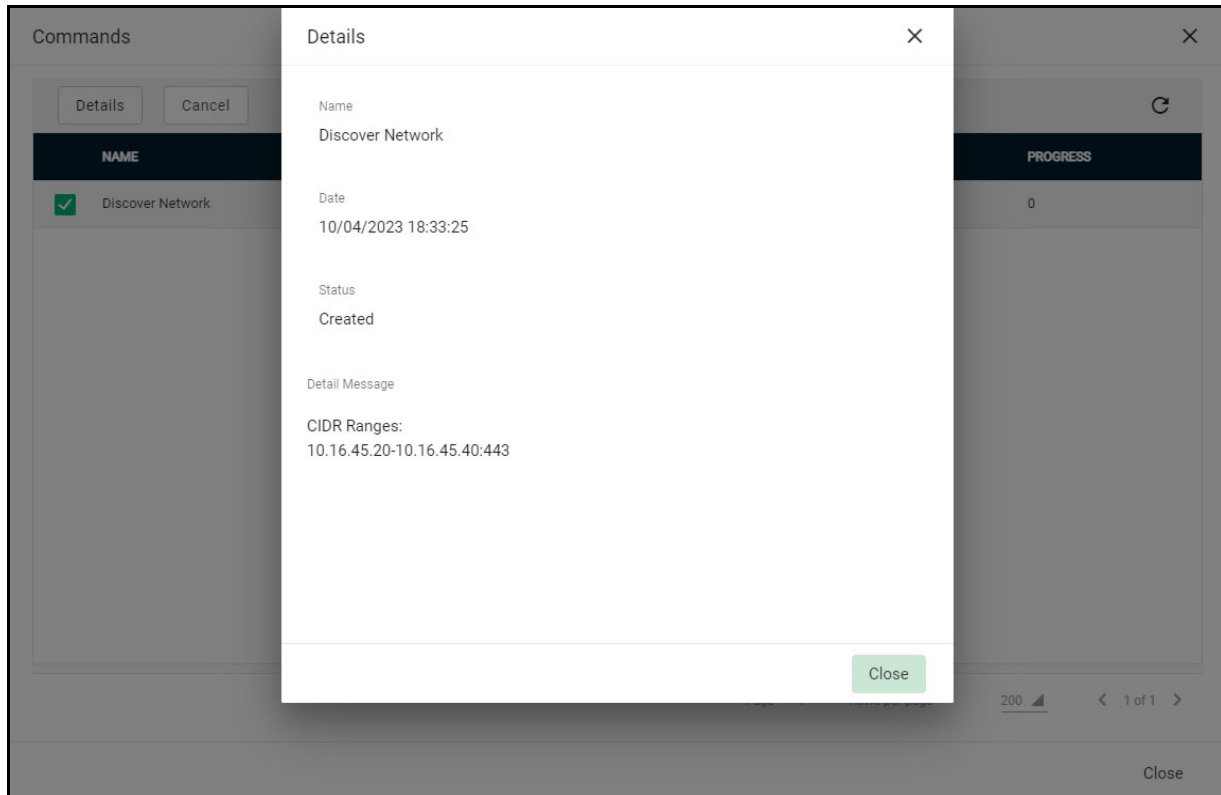 Commands
Details
Cancel
NAME
PROGRESS
Discover Network
0
Details
Name
Discover Network
Date
10/04/2023 18:33:25
Status
Created
Detail Message
CIDR Ranges:
10.16.45.20-10.16.45.40:443
Close
200
1 of 1
Close